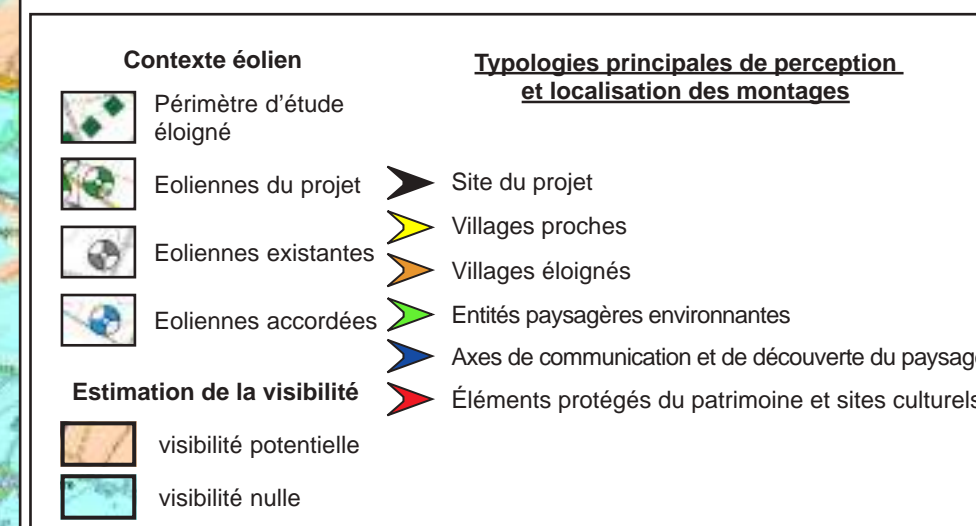 Contexte éolien
Périmètre d'étude
éloigné
Eoliennes du projet
Eoliennes existantes
Eoliennes accordées
Estimation de la visibilité
visibilité potentielle
visibilité nulle
Typologies principales de perception
et localisation des montages
Site du projet
Villages proches
Villages éloignés
Entités paysagères environnantes
Axes de communication et de découverte du paysage
Éléments protégés du patrimoine et sites culturels